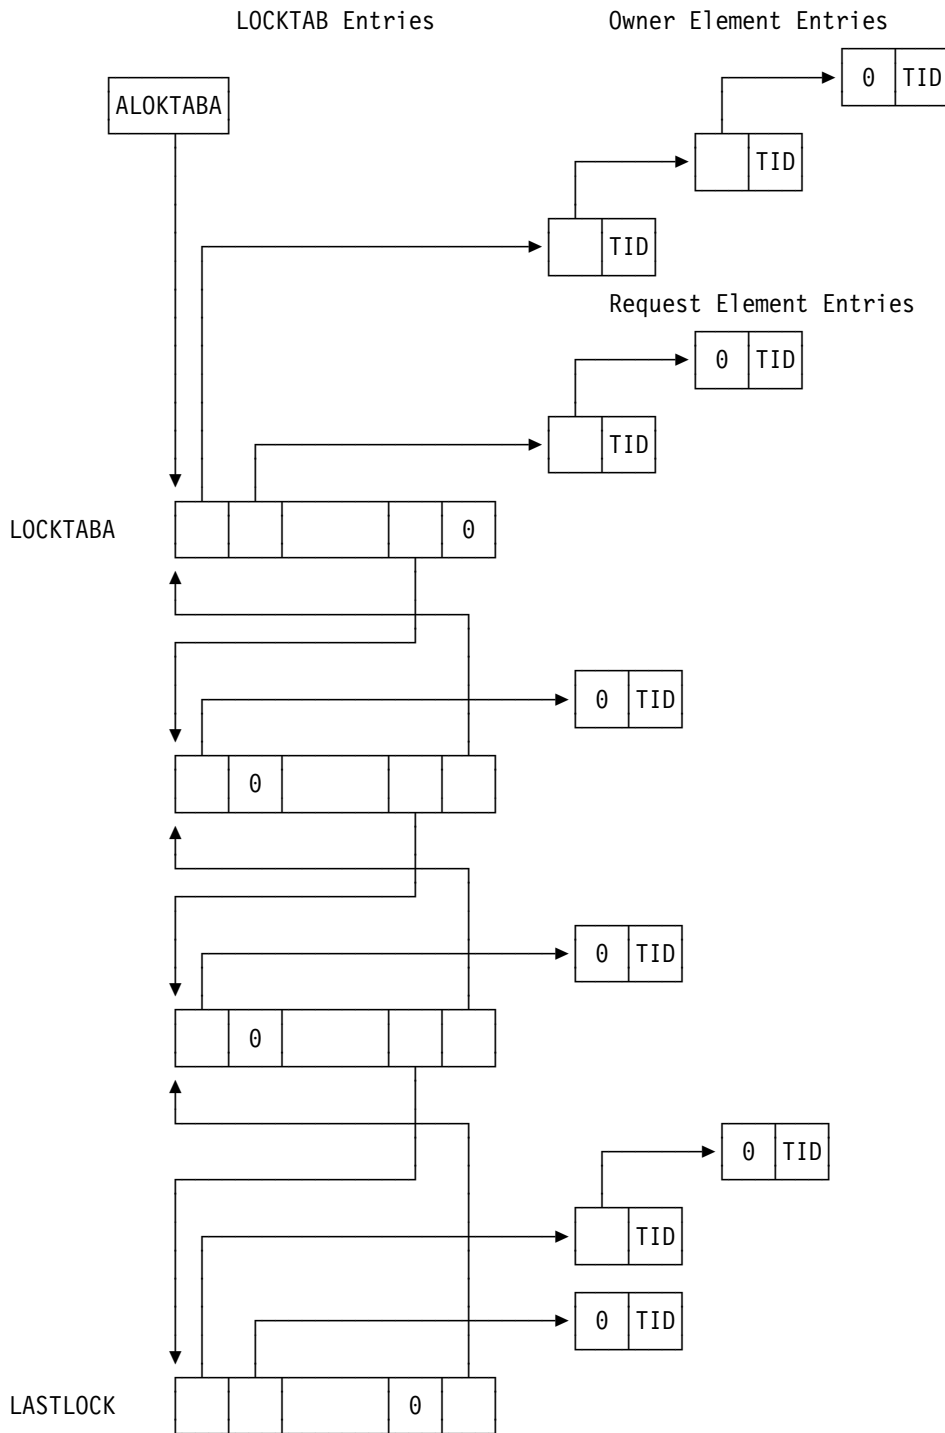 LOCKTAB Entries Owner Element Entries
0 TID
ALOKTABA
TID
TID
Request Element Entries
0 TID
TID
LOCKTABA 0
0 TID
0
0 TID
0
0 TID
TID
0 TID
LASTLOCK 0